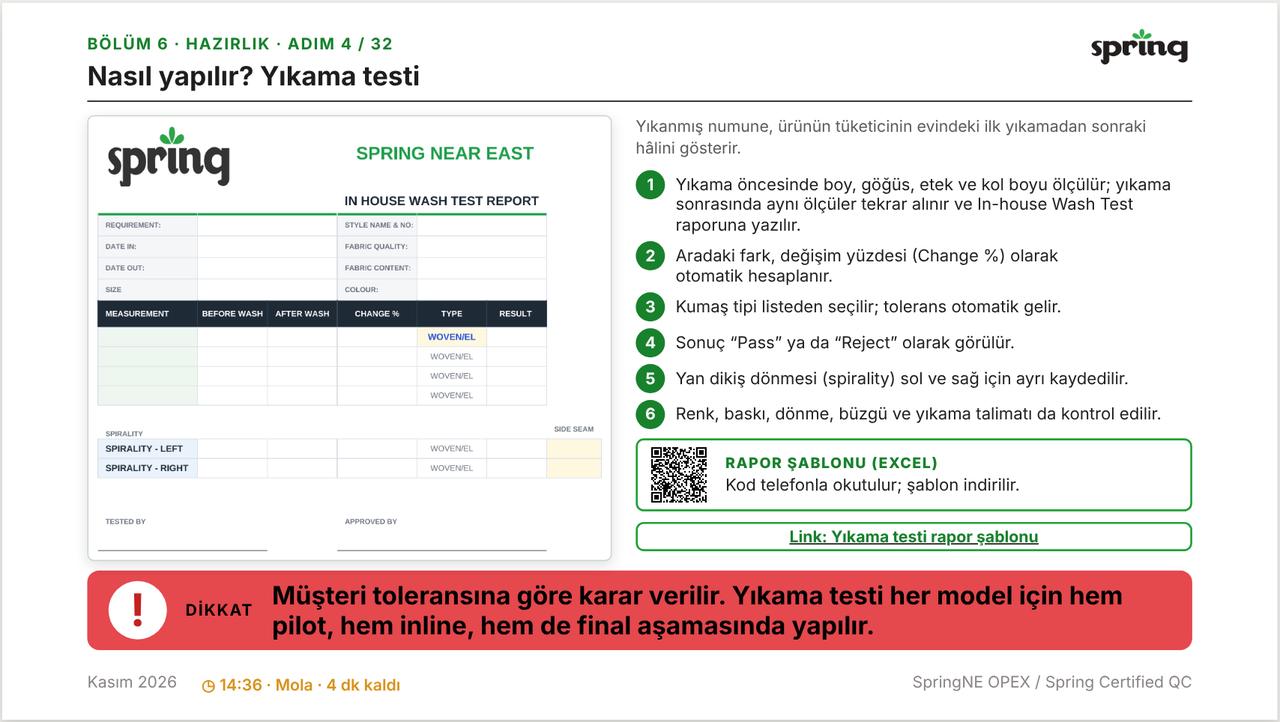 BÖLÜM 6 · HAZIRLIK · ADIM 4 / 32
Nasıl yapılır? Yıkama testi
spring
spring
SPRING NEAR EAST
IN HOUSE WASH TEST REPORT
REQUIREMENT:
STYLE NAME & NO:
DATE IN:
FABRIC QUALITY:
DATE OUT:
FABRIC CONTENT:
SIZE
COLOUR:
MEASUREMENT BEFORE WASH AFTER WASH CHANGE % TYPE RESULT
WOVEN/EL
WOVEN/EL
WOVEN/EL
WOVEN/EL
SIDE SEAM
SPIRALITY
SPIRALITY - LEFT WOVEN/EL
SPIRALITY - RIGHT WOVEN/EL
TESTED BY
APPROVED BY
Yıkanmış numune, ürünün tüketicinin evindeki ilk yıkamadan sonraki
hâlini gösterir.
1 Yıkama öncesinde boy, göğüs, etek ve kol boyu ölçülür; yıkama
sonrasında aynı ölçüler tekrar alınır ve In-house Wash Test
raporuna yazılır.
2 Aradaki fark, değişim yüzdesi (Change %) olarak
otomatik hesaplanır.
3 Kumaş tipi listeden seçilir; tolerans otomatik gelir.
4 Sonuç “Pass” ya da “Reject” olarak görülür.
5 Yan dikiş dönmesi (spirality) sol ve sağ için ayrı kaydedilir.
6 Renk, baskı, dönme, büzgü ve yıkama talimatı da kontrol edilir.
RAPOR ŞABLONU (EXCEL)
Kod telefonla okutulur; şablon indirilir.
Link: Yıkama testi rapor şablonu
! DİKKAT
Müşteri toleransına göre karar verilir. Yıkama testi her model için hem
pilot, hem inline, hem de final aşamasında yapılır.
Kasım 2026
14:36 · Mola · 4 dk kaldı
SpringNE OPEX / Spring Certified QC